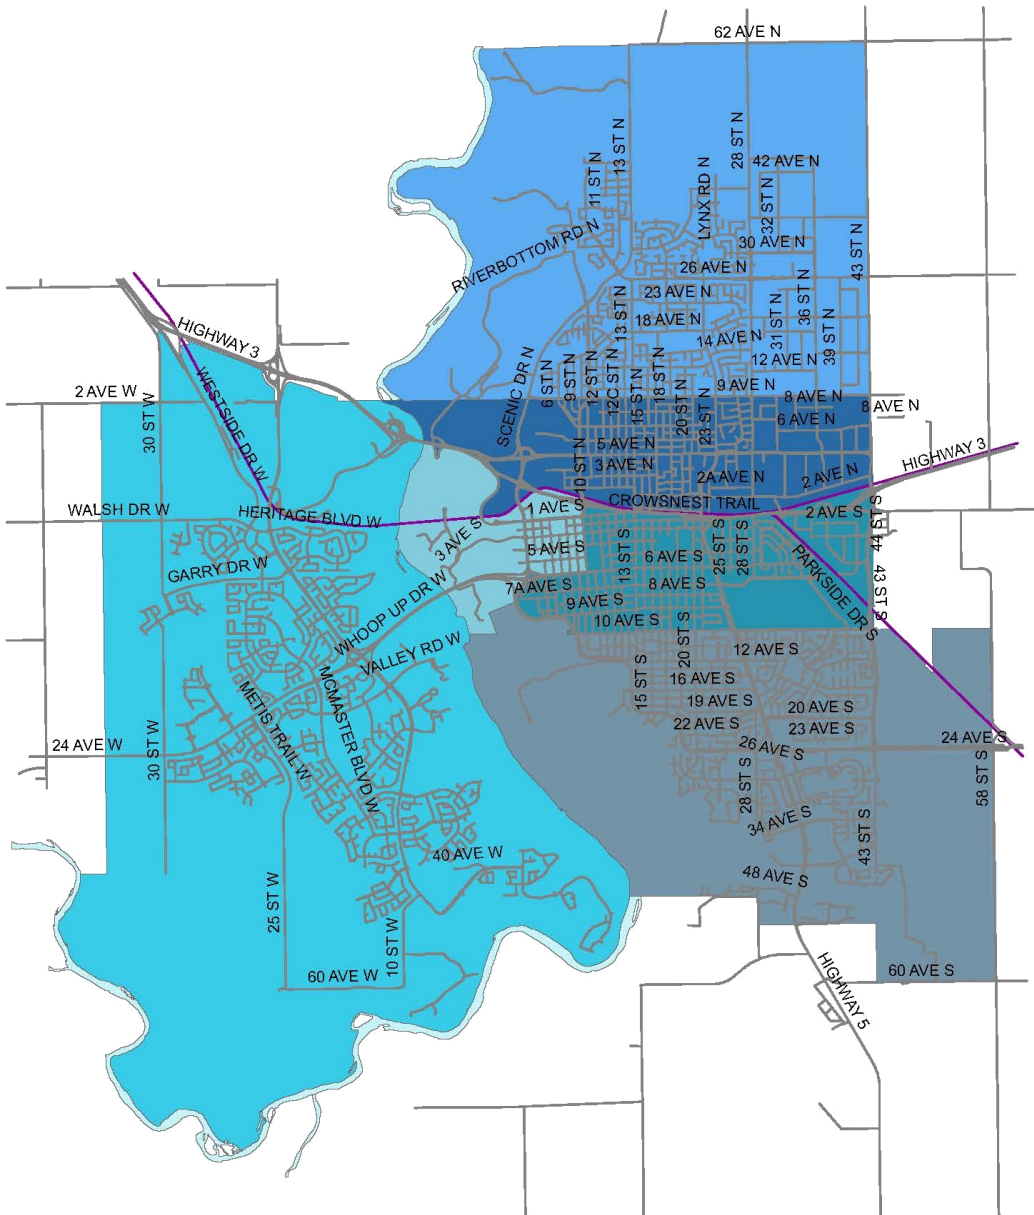 62 AVE N
28 ST N
13 ST N
11 ST N
42 AVE N
LYNX RD N
32 ST N
43 ST N
30 AVE N
RIVERBOTTOM RD N
26 AVE N
23 AVE N
36 ST N
13 ST N
18 AVE N
31 ST N
39 ST N
14 AVE N
HIGHWAY 3
12 AVE N
SCENIC DR N
6 ST N
9 ST N
12 ST N
12C ST N
15 ST N
18 ST N
20 ST N
23 ST N
9 AVE N
2 AVE W
30 ST W
WESTSIDE DR W
8 AVE N
8 AVE N
6 AVE N
5 AVE N
3 AVE N
10 ST N
2A AVE N
2 AVE N
HIGHWAY 3
CROWSNEST TRAIL
WALSH DR W
HERITAGE BLVD W
1 AVE S
2 AVE S
44 ST S
3 AVE S
5 AVE S
13 ST S
6 AVE S
25 ST S
28 ST S
PARKSIDE DR S
43 ST S
GARRY DR W
7A AVE S
8 AVE S
9 AVE S
10 AVE S
WHOOP UP DR W
VALLEY RD W
20 ST S
12 AVE S
15 ST S
16 AVE S
METIS TRAIL W
MCMASTER BLVD W
19 AVE S
20 AVE S
22 AVE S
23 AVE S
24 AVE W
30 ST W
26 AVE S
24 AVE S
28 ST S
58 ST S
34 AVE S
43 ST S
40 AVE W
48 AVE S
25 ST W
10 ST W
60 AVE W
60 AVE S
HIGHWAY 5